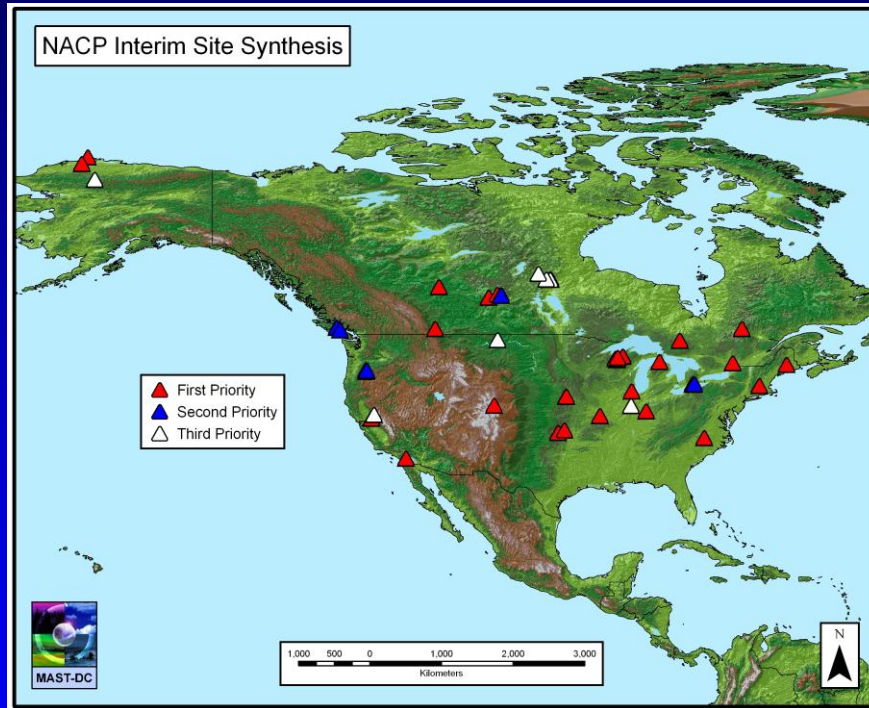 NACP Interim Site Synthesis
First Priority
Second Priority
Third Priority
MAST-DC
1,000 500 0 1,000 2,000 3,000
Kilometers
N